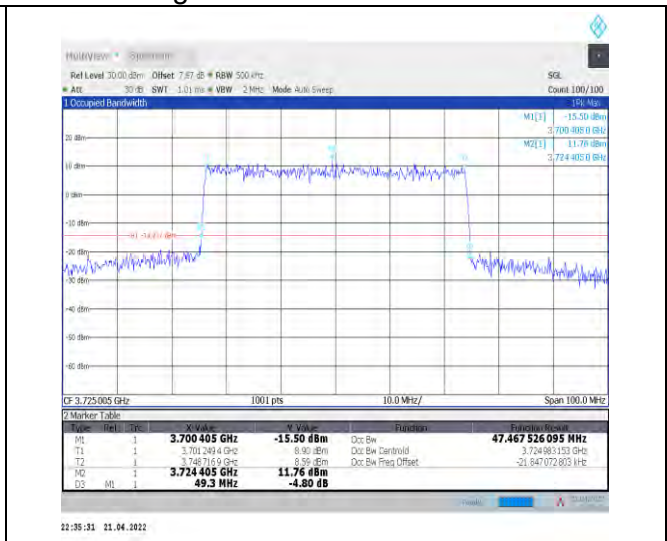 MultiView Spectrum
Ref Level 30.00 dBm Offset 7.87 dB RBW 500 kHz SGL
Att 30 dB SWT 1.01 ms VBW 2 MHz Mode Auto Sweep Count 100/100
1 Occupied Bandwidth 1Pk Max
M1[1] -15.50 dBm
3.700 405 0 GHz
20 dBm
M2[1] 11.76 dBm
3.724 405 0 GHz
10 dBm
0 dBm
-10 dBm
-20 dBm
-30 dBm
-40 dBm
-50 dBm
-60 dBm
CF 3.725 005 GHz 1001 pts 10.0 MHz/ Span 100.0 MHz
2 Marker Table
Type Ref Trc X-Value Y-Value Function Function Result
M1 1 3.700 405 GHz -15.50 dBm Occ Bw 47.467 526 095 MHz
T1 1 3.701 249 4 GHz 8.90 dBm Occ Bw Centroid 3.724 983 153 GHz
T2 1 3.748 716 9 GHz 8.59 dBm Occ Bw Freq Offset -21.847 072 803 kHz
M2 1 3.724 405 GHz 11.76 dBm
D3 M1 1 49.3 MHz -4.80 dB
22:35:31 21.04.2022